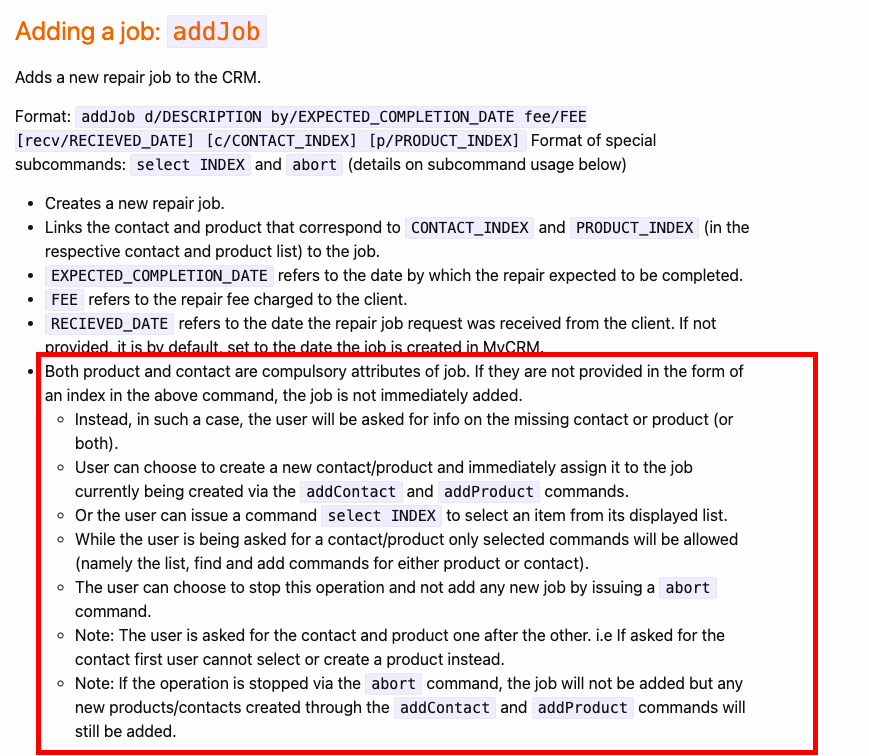 Adding a job: addJob
Adds a new repair job to the CRM.
Format: addJob d/DESCRIPTION by/EXPECTED_COMPLETION_DATE fee/FEE
[recv/RECIEVED_DATE] [c/CONTACT_INDEX] [p/PRODUCT_INDEX] Format of special
subcommands: select INDEX and abort (details on subcommand usage below)
• Creates a new repair job.
• Links the contact and product that correspond to CONTACT_INDEX and PRODUCT_INDEX (in the
respective contact and product list) to the job.
• EXPECTED_COMPLETION_DATE refers to the date by which the repair expected to be completed.
• FEE refers to the repair fee charged to the client.
• RECIEVED_DATE refers to the date the repair job request was received from the client. If not
provided, it is by default, set to the date the job is created in MyCRM.
• Both product and contact are compulsory attributes of job. If they are not provided in the form of
an index in the above command, the job is not immediately added.
◦ Instead, in such a case, the user will be asked for info on the missing contact or product (or
both).
◦ User can choose to create a new contact/product and immediately assign it to the job
currently being created via the addContact and addProduct commands.
◦ Or the user can issue a command select INDEX to select an item from its displayed list.
◦ While the user is being asked for a contact/product only selected commands will be allowed
(namely the list, find and add commands for either product or contact).
◦ The user can choose to stop this operation and not add any new job by issuing a abort
command.
◦ Note: The user is asked for the contact and product one after the other. i.e If asked for the
contact first user cannot select or create a product instead.
◦ Note: If the operation is stopped via the abort command, the job will not be added but any
new products/contacts created through the addContact and addProduct commands will
still be added.